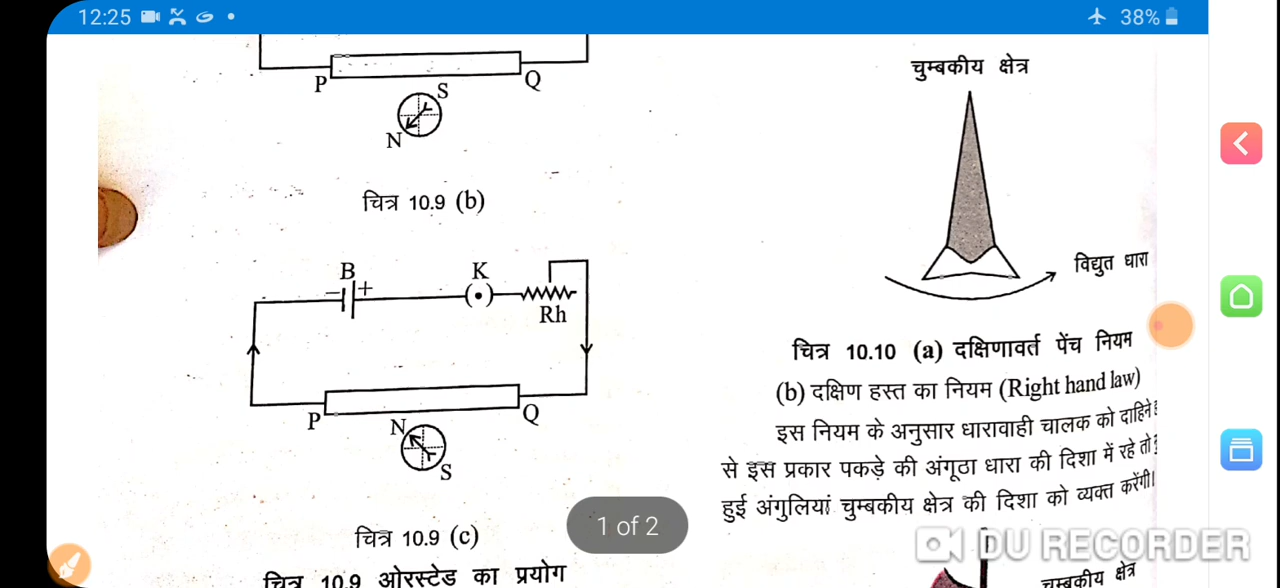 12:25
38%
P
Q
S
N
चित्र 10.9 (b)
B
K
− +
Rh
P
Q
N
S
चित्र 10.9 (c)
चित्र 10.9 ओरस्टेड का प्रयोग
चुम्बकीय क्षेत्र
विद्युत धारा
चित्र 10.10 (a) दक्षिणावर्त पेंच नियम
(b) दक्षिण हस्त का नियम (Right hand law)
इस नियम के अनुसार धारावाही चालक को दाहिने
से इस प्रकार पकड़े की अंगूठा धारा की दिशा में रहे तो
हुई अंगुलियां चुम्बकीय क्षेत्र की दिशा को व्यक्त करेंगी।
चुम्बकीय क्षेत्र
1 of 2
DU RECORDER